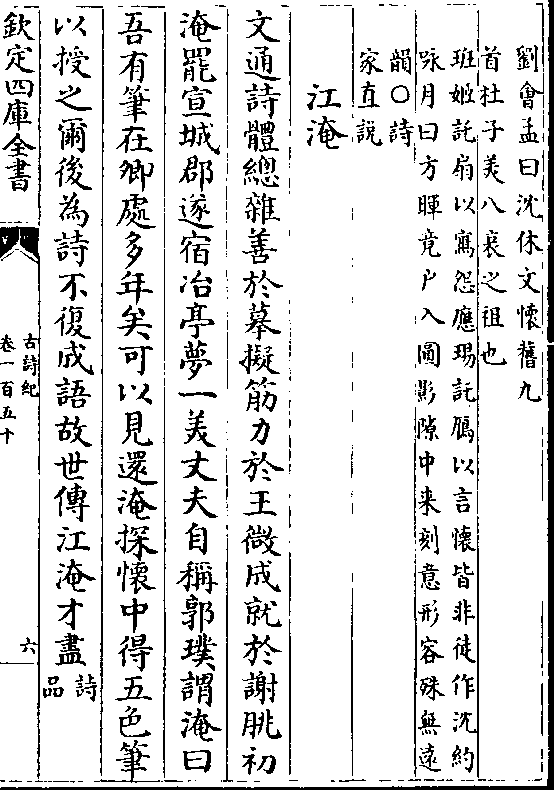 劉會孟曰沈休文懷舊九
首杜子美八哀之祖也
班姬託扇以寫怨應瑒託鴈以言懷皆非徒作沈約
咏月曰方暉竟户入圓影隙中来刻意形容殊無逺
韻○詩
家直説
江淹
文通詩體總雜善於摹擬筋力於王微成就於謝朓初
淹罷宣城郡遂宿冶亭夢一美丈夫自稱郭璞謂淹曰
吾有筆在卿處多年矣可以見還淹探懷中得五色筆
以授之爾後為詩不復成語故世傳江淹才盡詩
品
欽定四庫全書
古詩紀
卷一百五十
六